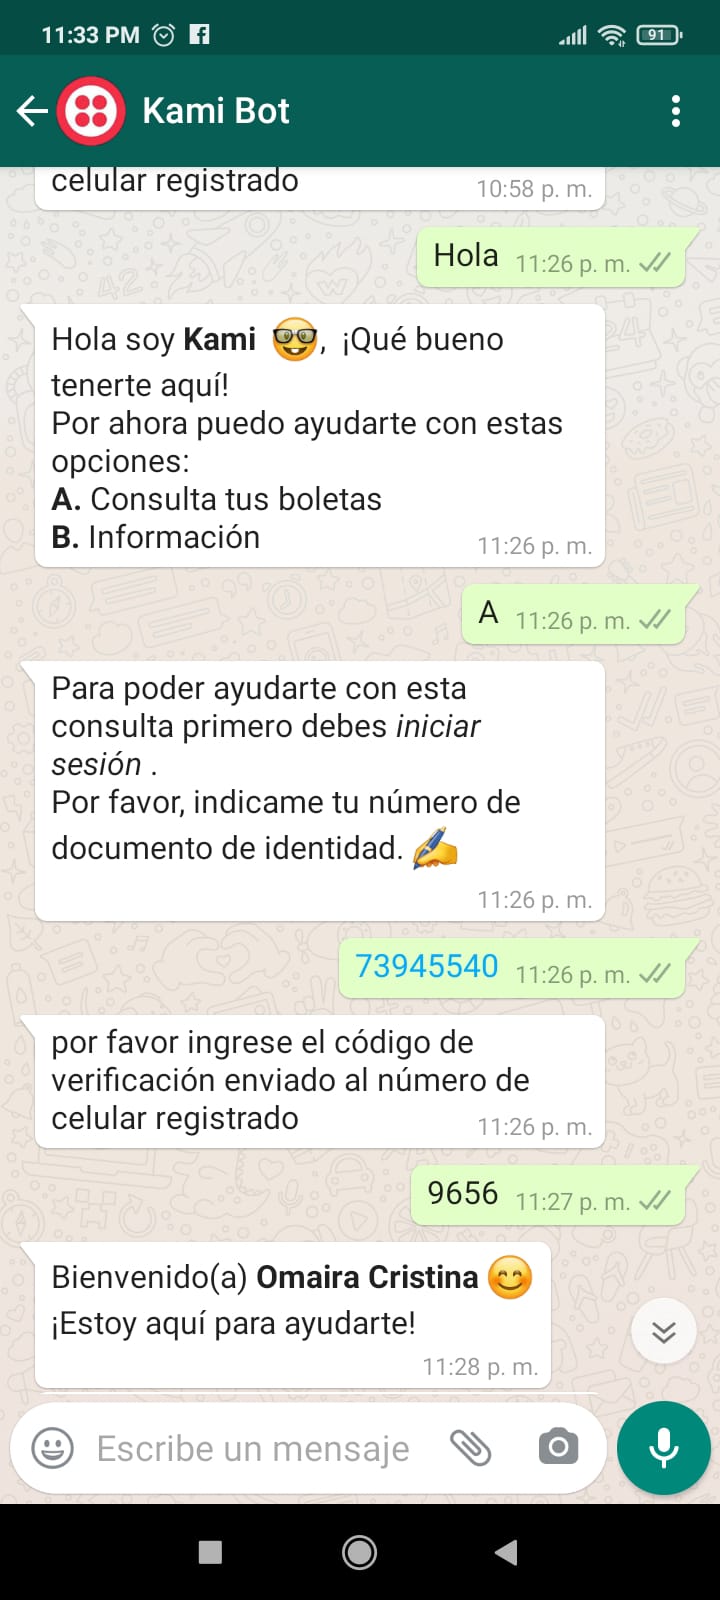 11:33 PM
91
Kami Bot
celular registrado
10:58 p. m.
Hola
11:26 p. m.
Hola soy Kami 🤓, ¡Qué bueno
tenerte aquí!
Por ahora puedo ayudarte con estas
opciones:
A. Consulta tus boletas
B. Información
11:26 p. m.
A
11:26 p. m.
Para poder ayudarte con esta
consulta primero debes iniciar
sesión .
Por favor, indicame tu número de
documento de identidad. ✍
11:26 p. m.
73945540
11:26 p. m.
por favor ingrese el código de
verificación enviado al número de
celular registrado
11:26 p. m.
9656
11:27 p. m.
Bienvenido(a) Omaira Cristina 😊
¡Estoy aquí para ayudarte!
11:28 p. m.
Escribe un mensaje